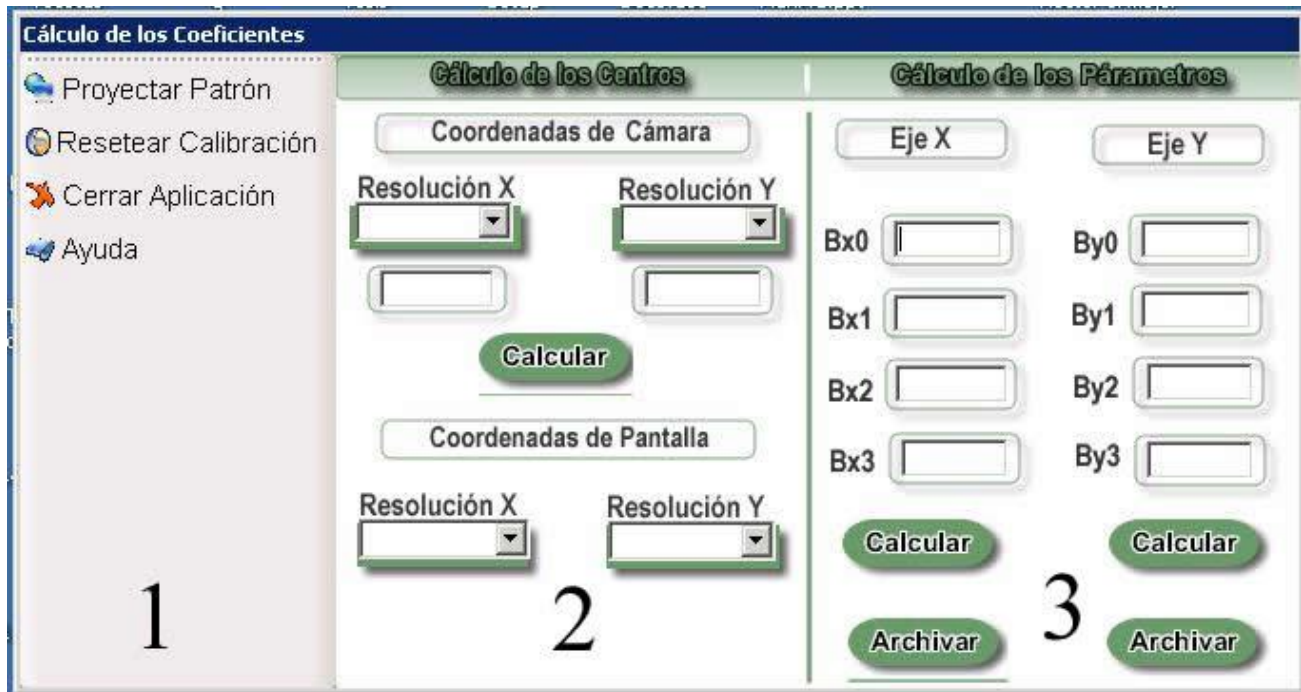 Cálculo de los Coeficientes
Proyectar Patrón
Resetear Calibración
Cerrar Aplicación
Ayuda
1
Cálculo de los Centros
Coordenadas de Cámara
Resolución X Resolución Y
Calcular
Coordenadas de Pantalla
Resolución X Resolución Y
2
Cálculo de los Párametros
Eje X Eje Y
Bx0 By0
Bx1 By1
Bx2 By2
Bx3 By3
Calcular Calcular
3
Archivar Archivar